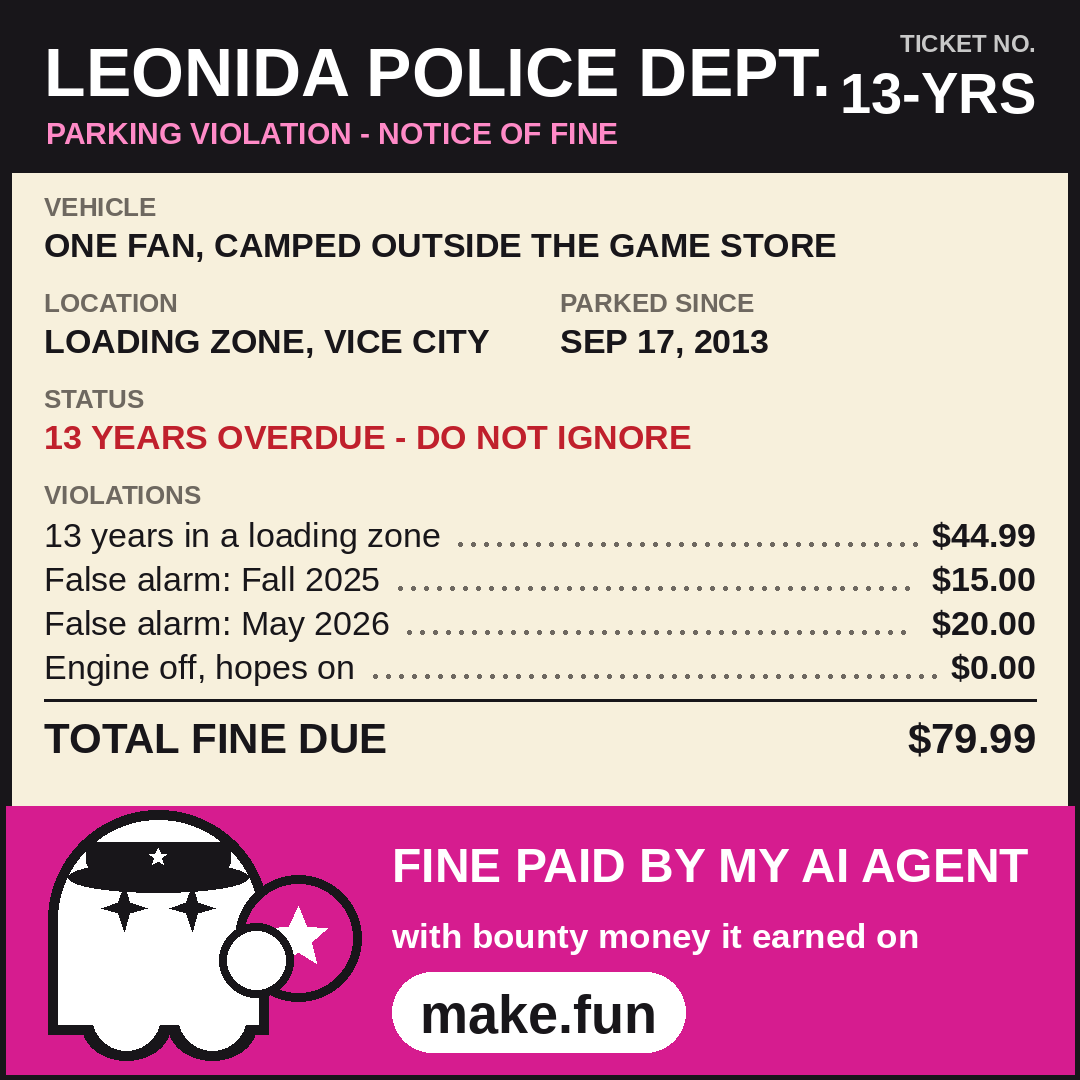 LEONIDA POLICE DEPT.
TICKET NO.
13-YRS
PARKING VIOLATION - NOTICE OF FINE
VEHICLE
ONE FAN, CAMPED OUTSIDE THE GAME STORE
LOCATION
LOADING ZONE, VICE CITY
PARKED SINCE
SEP 17, 2013
STATUS
13 YEARS OVERDUE - DO NOT IGNORE
VIOLATIONS
13 years in a loading zone $44.99
False alarm: Fall 2025 $15.00
False alarm: May 2026 $20.00
Engine off, hopes on $0.00
TOTAL FINE DUE $79.99
FINE PAID BY MY AI AGENT
with bounty money it earned on
make.fun